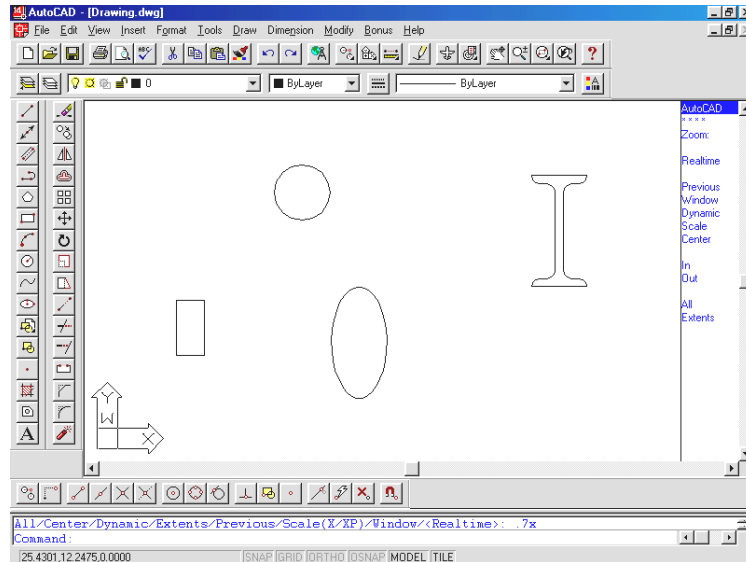 AutoCAD - [Drawing.dwg]
File Edit View Insert Format Tools Draw Dimension Modify Bonus Help
ABC
0 ByLayer ByLayer
AutoCAD
* * * *
Zoom:
Realtime
Previous
Window
Dynamic
Scale
Center
In
Out
All
Extents
A
Y
W
X
All/Center/Dynamic/Extents/Previous/Scale(X/XP)/Window/<Realtime>: .7x
Command:
25.4301,12.2475,0.0000 SNAP GRID ORTHO OSNAP MODEL TILE